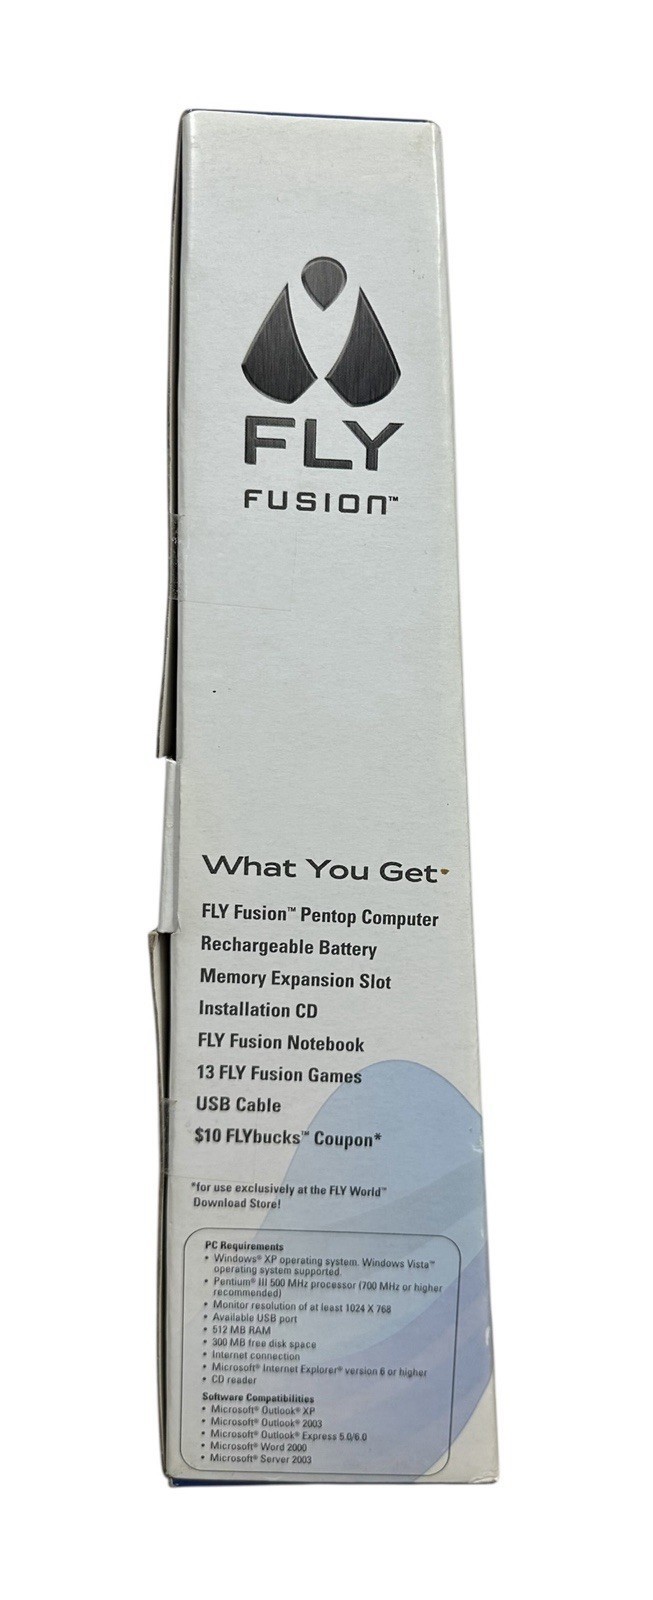 FLY
FUSION™
What You Get
FLY Fusion™ Pentop Computer
Rechargeable Battery
Memory Expansion Slot
Installation CD
FLY Fusion Notebook
13 FLY Fusion Games
USB Cable
$10 FLYbucks™ Coupon*
*for use exclusively at the FLY World™
Download Store!
PC Requirements
• Windows® XP operating system. Windows Vista™
operating system supported.
• Pentium® III 500 MHz processor (700 MHz or higher
recommended)
• Monitor resolution of at least 1024 X 768
• Available USB port
• 512 MB RAM
• 300 MB free disk space
• Internet connection
• Microsoft® Internet Explorer® version 6 or higher
• CD reader
Software Compatibilities
• Microsoft® Outlook® XP
• Microsoft® Outlook® 2003
• Microsoft® Outlook® Express 5.0/6.0
• Microsoft® Word 2000
• Microsoft® Server 2003